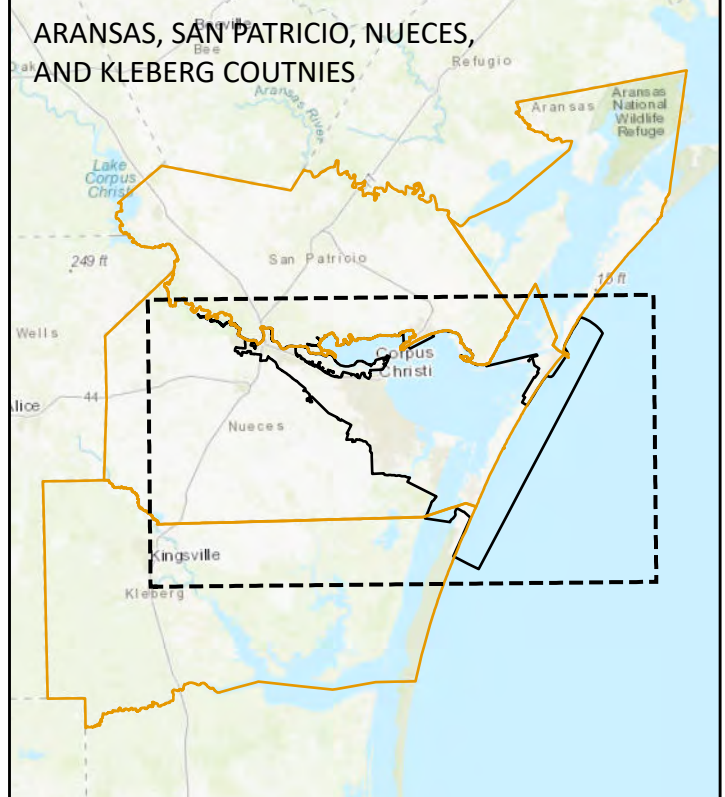 ARANSAS, SAN PATRICIO, NUECES,
AND KLEBERG COUTNIES
Beeville
Bee
Refugio
Aransas
River
Aransas
Aransas
National
Wildlife
Refuge
Lake
Corpus
Christi
249 ft
San Patricio
15 ft
Wells
Corpus
Christi
Alice
44
Nueces
Kingsville
Kleberg